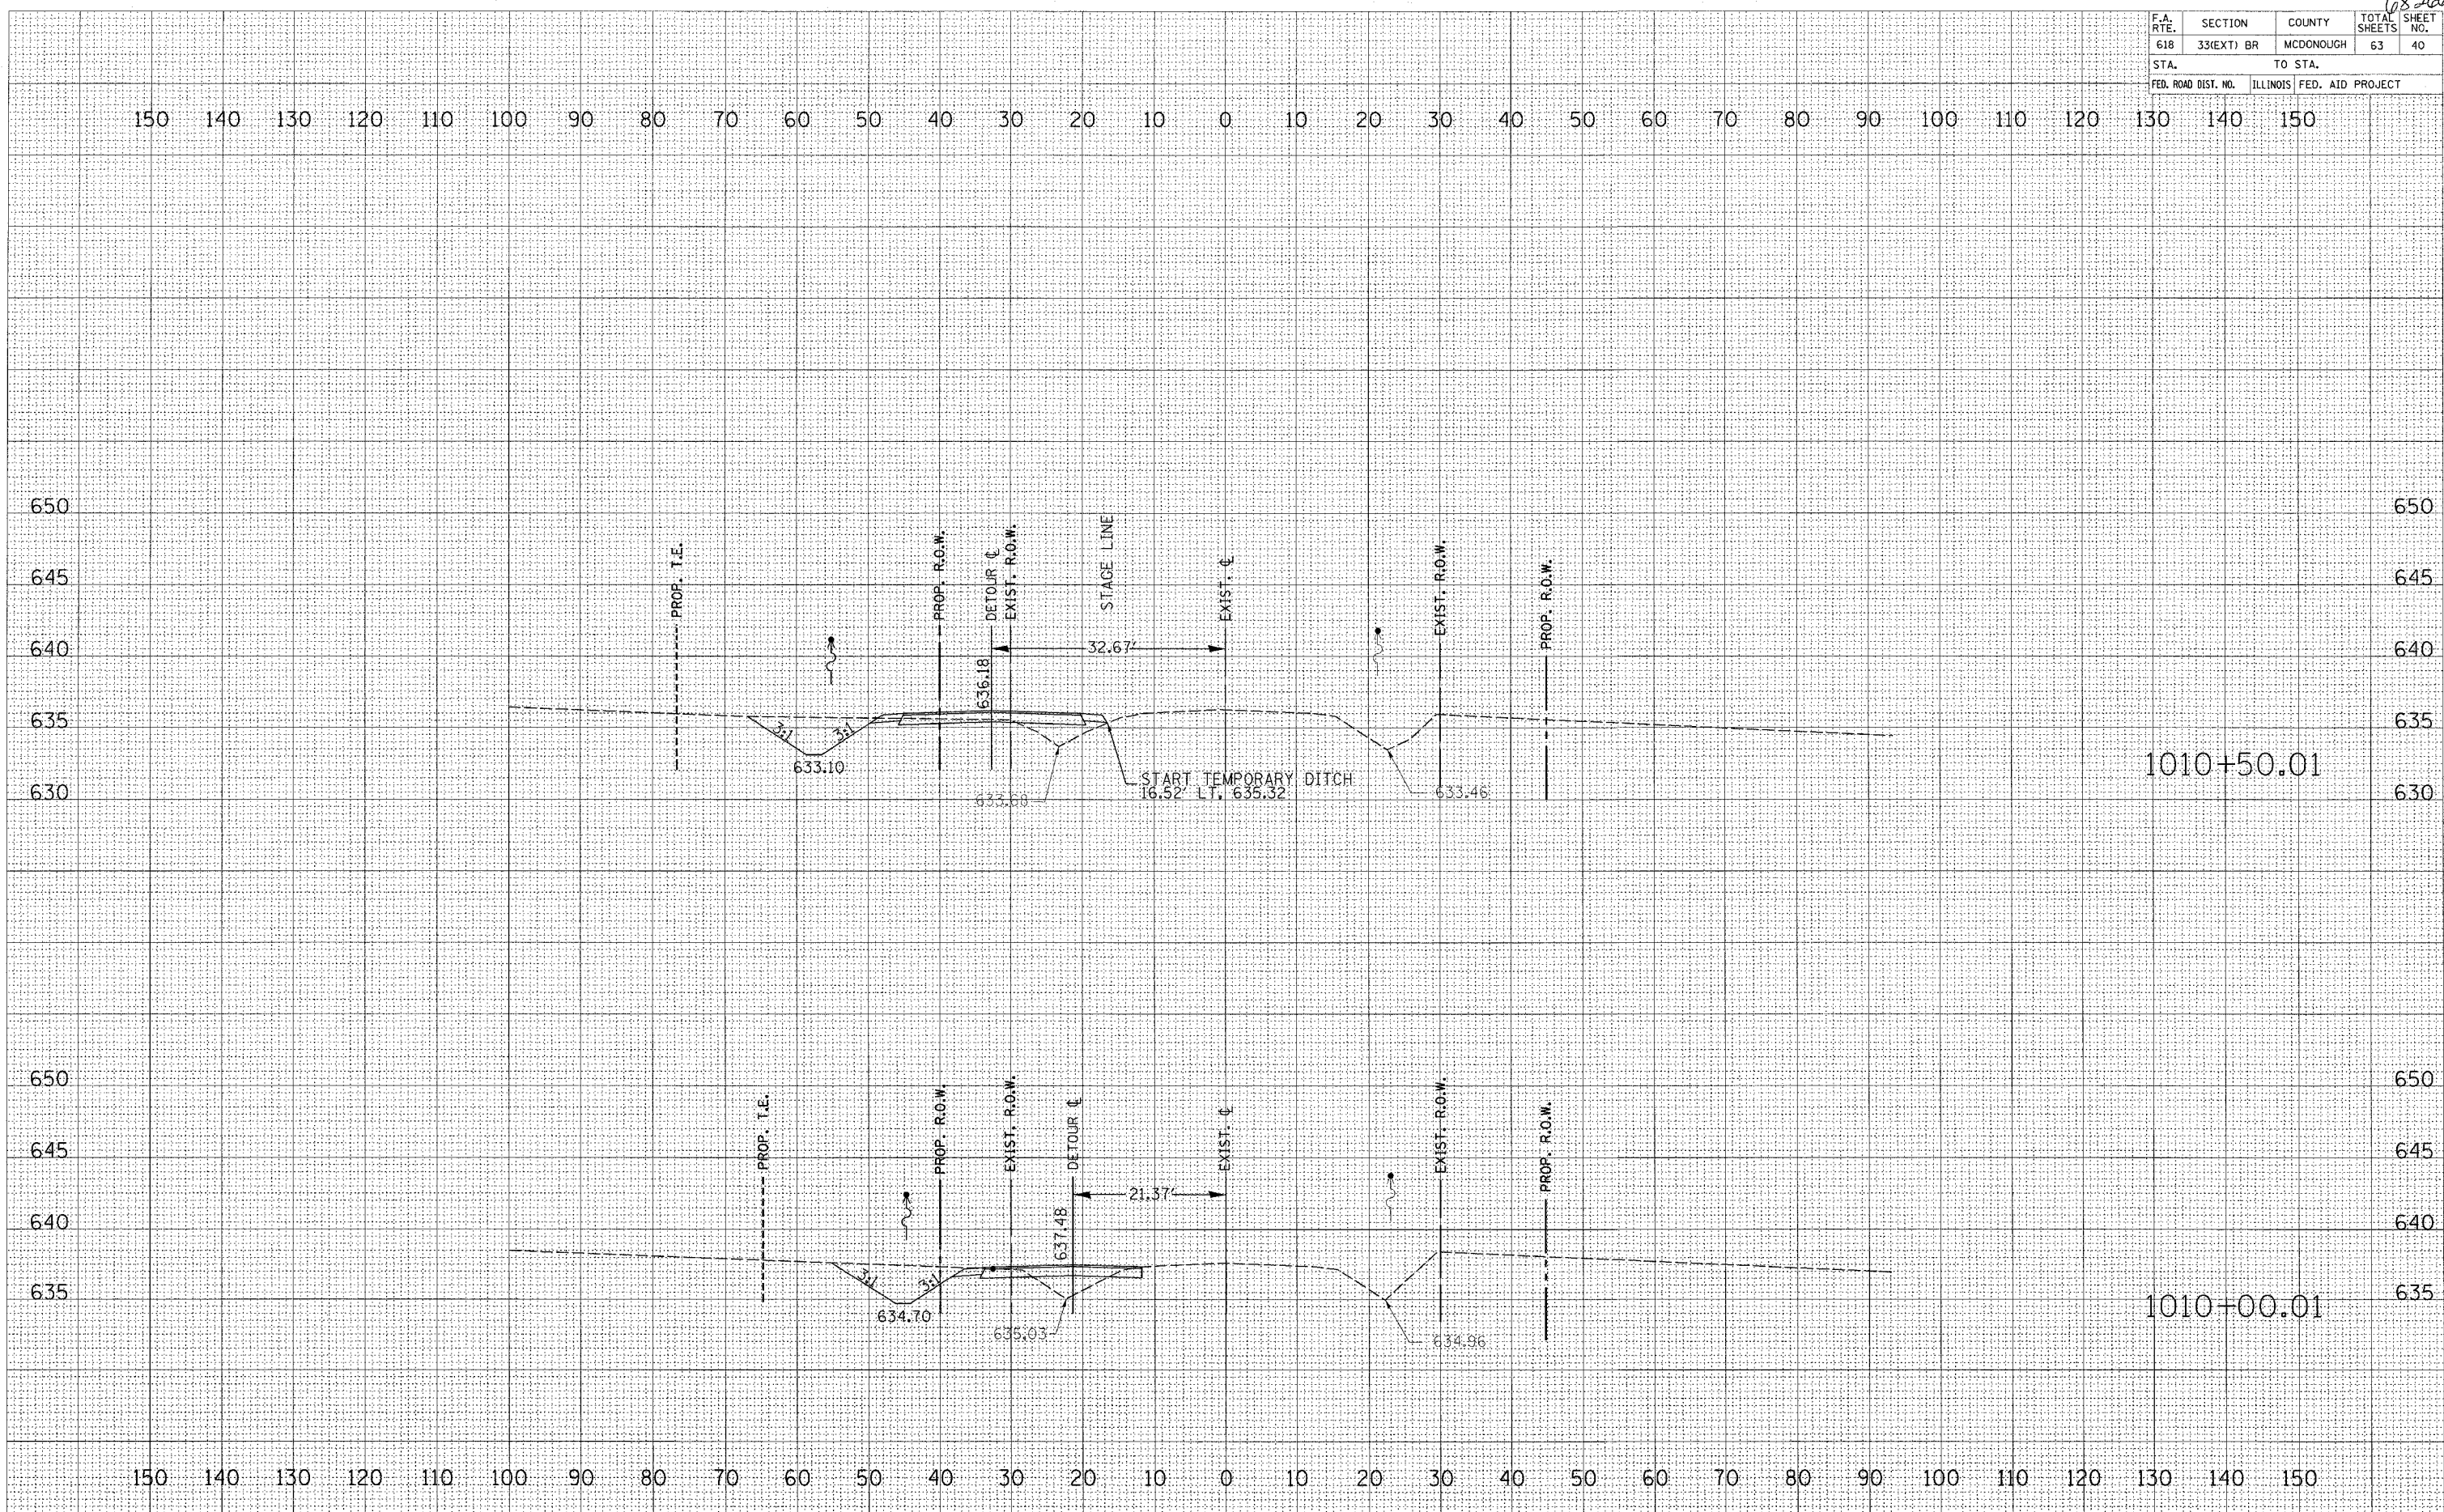 F.A. RTE. SECTION COUNTY TOTAL SHEETS SHEET NO.
618 33(EXT) BR MCDONOUGH 63 40
STA. TO STA.
FED. ROAD DIST. NO. ILLINOIS FED. AID PROJECT
150 140 130 120 110 100 90 80 70 60 50 40 30 20 10 0 10 20 30 40 50 60 70 80 90 100 110 120 130 140 150
650 650
645 645
640 640
635 635
630 630
PROP. T.E.
PROP. R.O.W.
DETOUR ℄
EXIST. R.O.W.
STAGE LINE
EXIST. ℄
EXIST. R.O.W.
PROP. R.O.W.
32.67'
636.18
3:1 3:1
633.10
633.68
START TEMPORARY DITCH
16.52' LT, 635.32
633.46
1010+50.01
650 650
645 645
640 640
635 635
PROP. T.E.
PROP. R.O.W.
EXIST. R.O.W.
DETOUR ℄
EXIST. ℄
EXIST. R.O.W.
PROP. R.O.W.
21.37'
637.48
3:1 3:1
634.70
635.03
634.96
1010+00.01
150 140 130 120 110 100 90 80 70 60 50 40 30 20 10 0 10 20 30 40 50 60 70 80 90 100 110 120 130 140 150